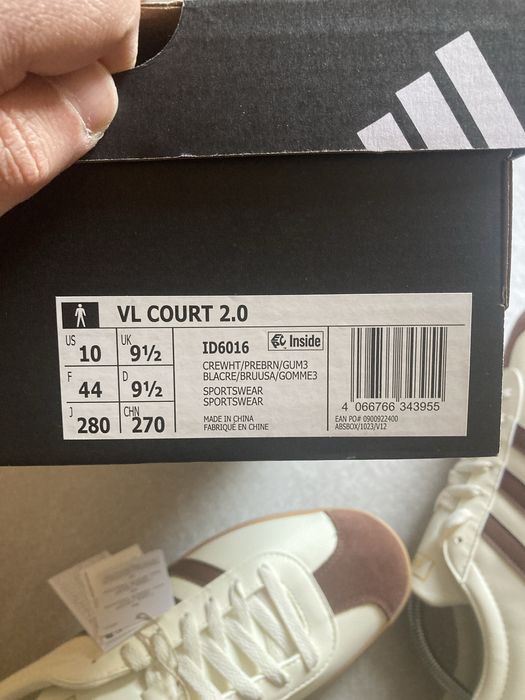 VL COURT 2.0
US 10 UK 9½
F 44 D 9½
J 280 CHN 270
ID6016 Inside
CREWHT/PREBRN/GUM3
BLACRE/BRUUSA/GOMME3
SPORTSWEAR
SPORTSWEAR
MADE IN CHINA
FABRIQUÉ EN CHINE
4 066766 343955
EAN PO# 0900922400
ABSBOX/1023/V12